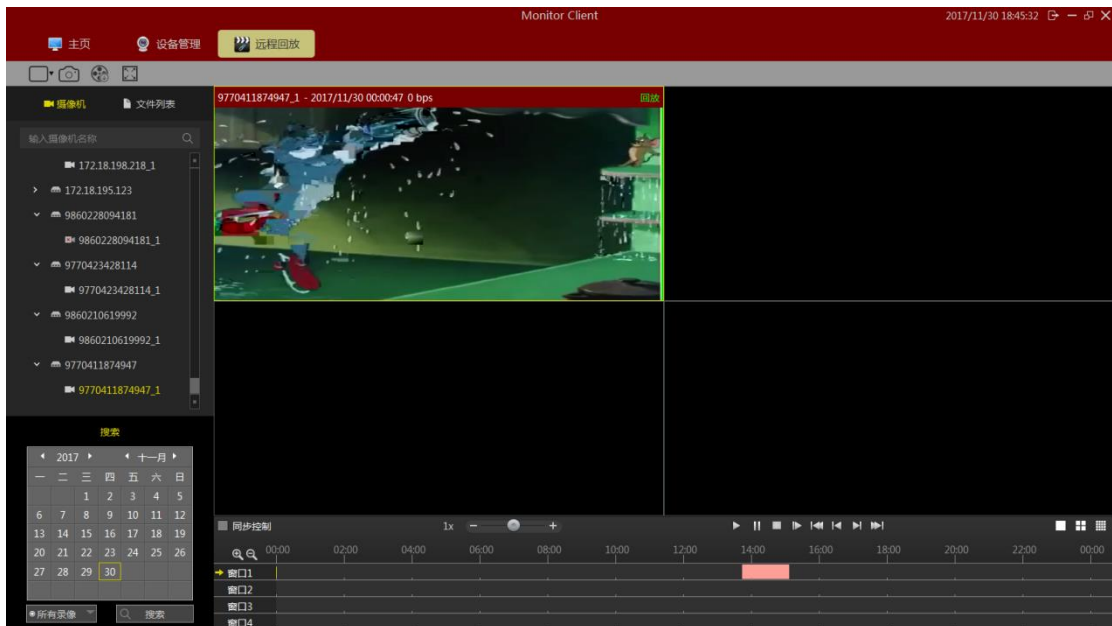 Monitor Client
2017/11/30 18:45:32
主页 设备管理 远程回放
摄像机 文件列表
输入摄像机名称
172.18.198.218_1
172.18.195.123
9860228094181
9860228094181_1
9770423428114
9770423428114_1
9860210619992
9860210619992_1
9770411874947
9770411874947_1
9770411874947_1 - 2017/11/30 00:00:47 0 bps 回放
搜索
2017 十一月
一 二 三 四 五 六 日
1 2 3 4 5
6 7 8 9 10 11 12
13 14 15 16 17 18 19
20 21 22 23 24 25 26
27 28 29 30
所有录像 搜索
同步控制 1x
00:00 02:00 04:00 06:00 08:00 10:00 12:00 14:00 16:00 18:00 20:00 22:00 00:00
窗口1
窗口2
窗口3
窗口4